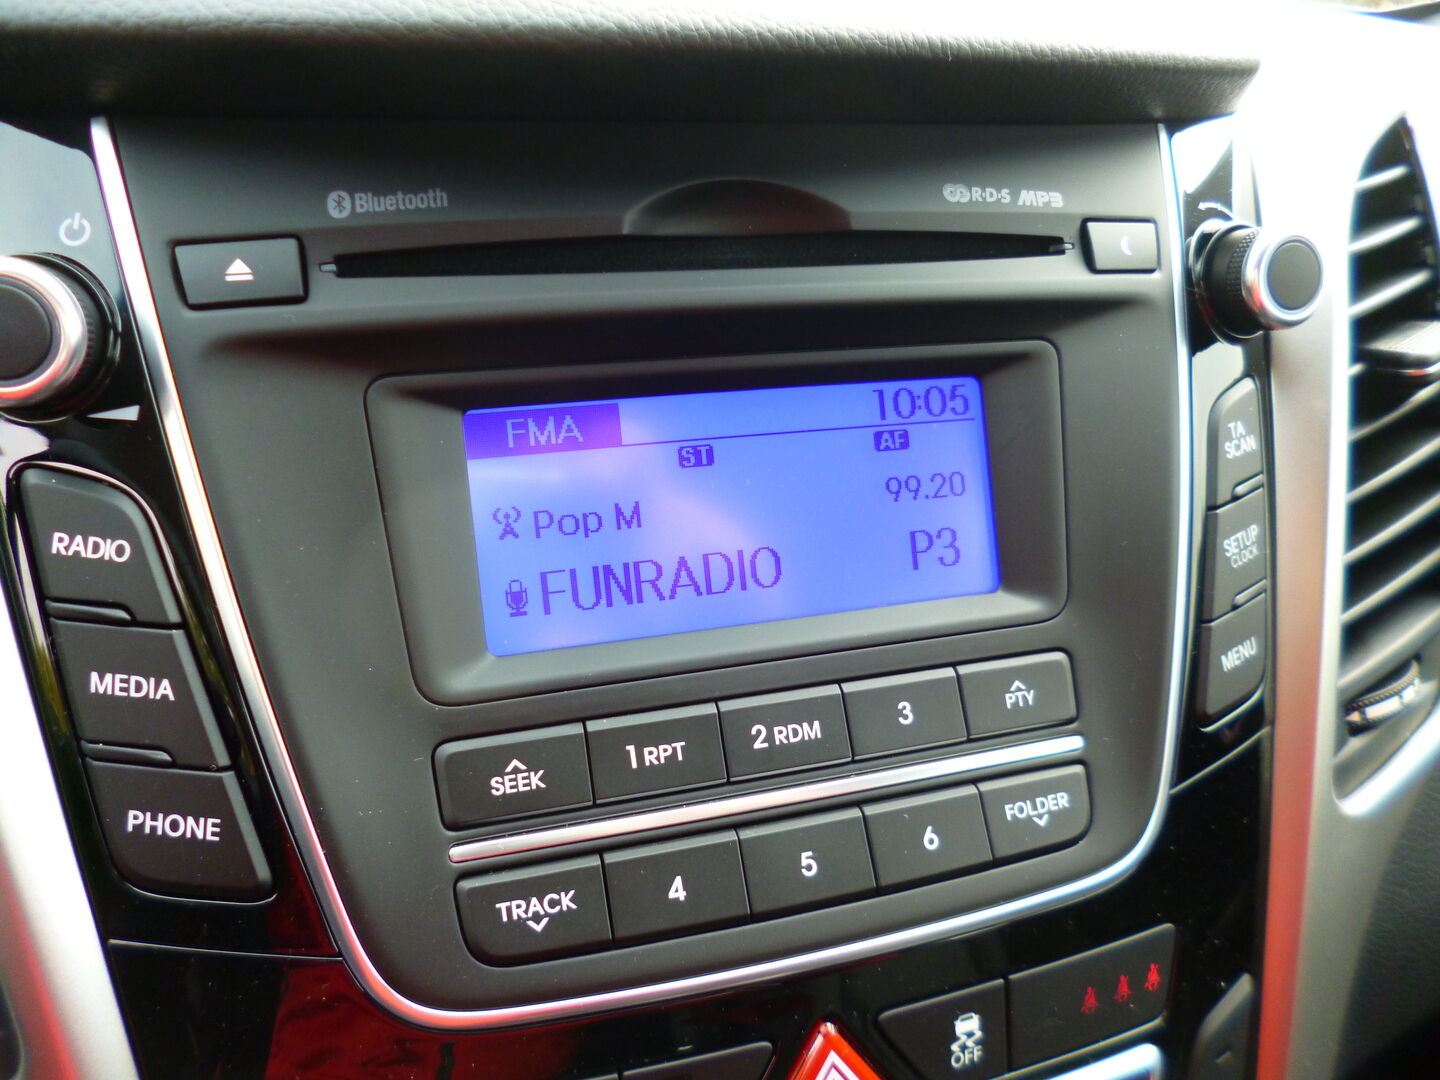 Bluetooth
R·D·S MP3
FMA
10:05
ST
AF
99.20
Pop M
FUNRADIO
P3
RADIO
MEDIA
PHONE
TA
SCAN
SETUP
CLOCK
MENU
SEEK
1 RPT
2 RDM
3
PTY
TRACK
4
5
6
FOLDER
OFF